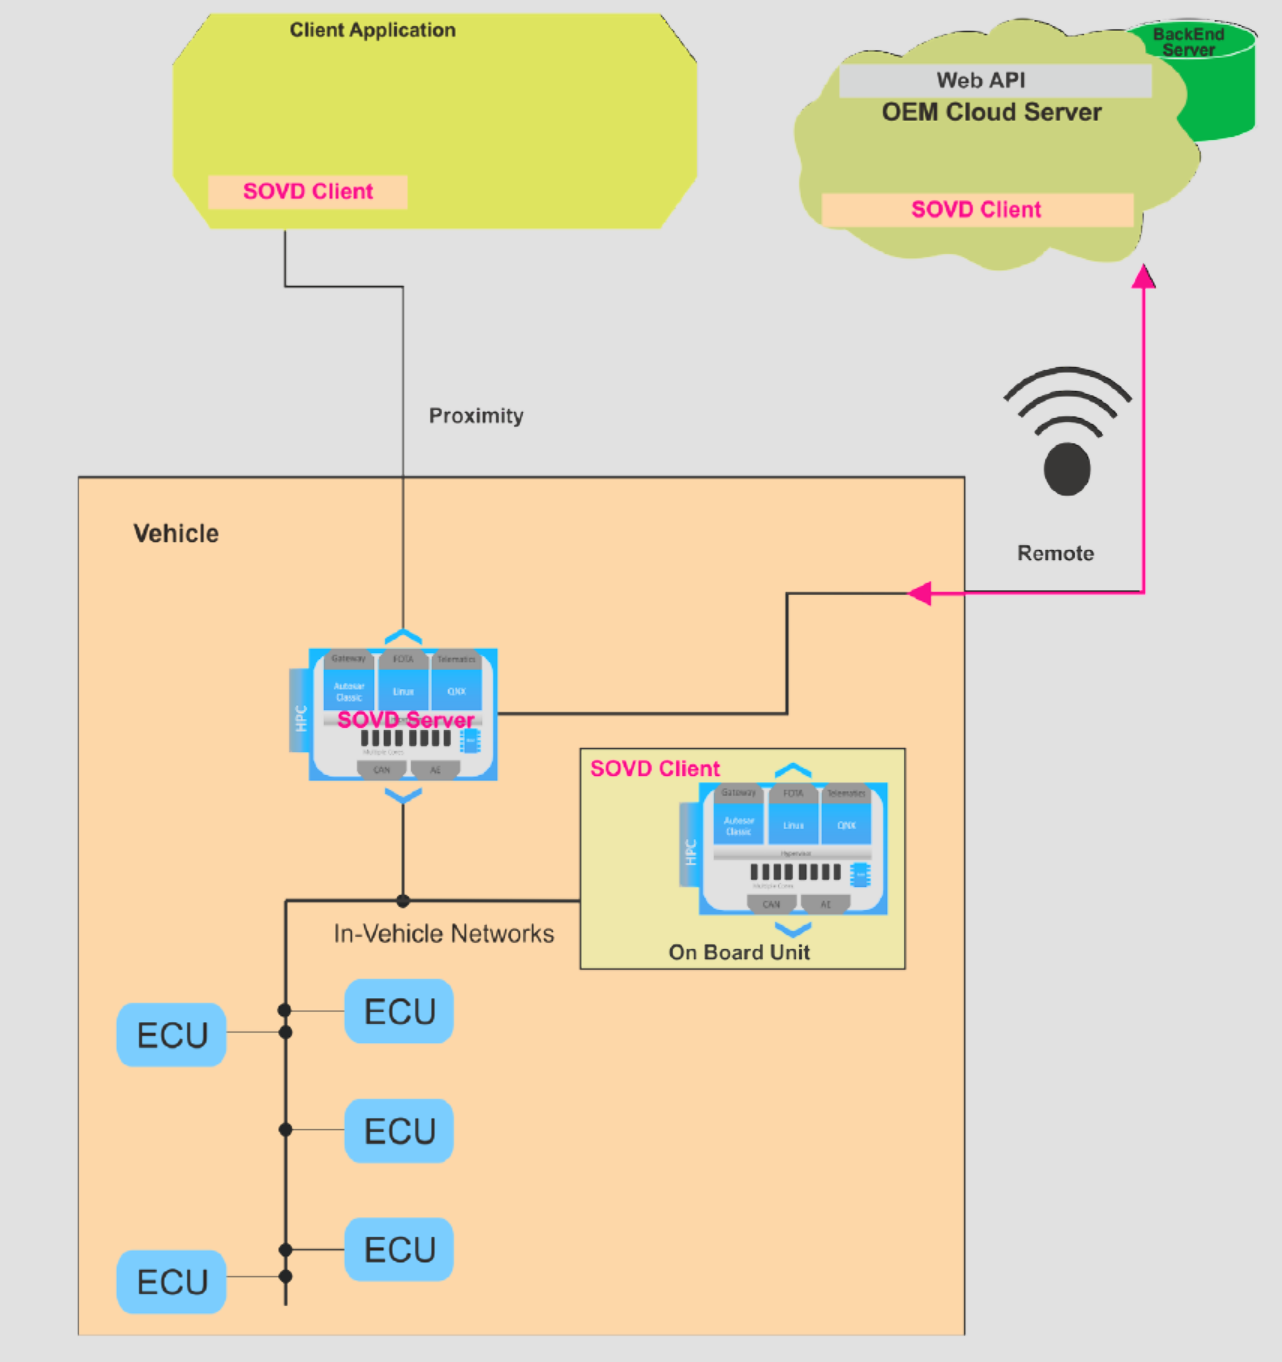 Client Application
SOVD Client
BackEnd
Server
Web API
OEM Cloud Server
SOVD Client
Proximity
Remote
Vehicle
Gateway
FOTA
Telematics
HPC
Autosar
Classic
Linux
QNX
SOVD Server
Multiple Cores
CAN
AE
SOVD Client
Gateway
FOTA
Telematics
HPC
Autosar
Classic
Linux
QNX
Hypervisor
Multiple Cores
CAN
AE
On Board Unit
In-Vehicle Networks
ECU
ECU
ECU
ECU
ECU